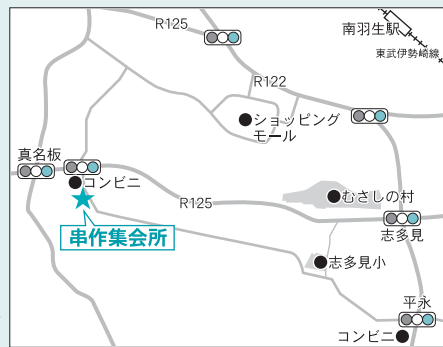 R125
南羽生駅
東武伊勢崎線
R122
ショッピング
モール
真名板
コンビニ
R125
むさしの村
串作集会所
志多見
志多見小
平永
コンビニ